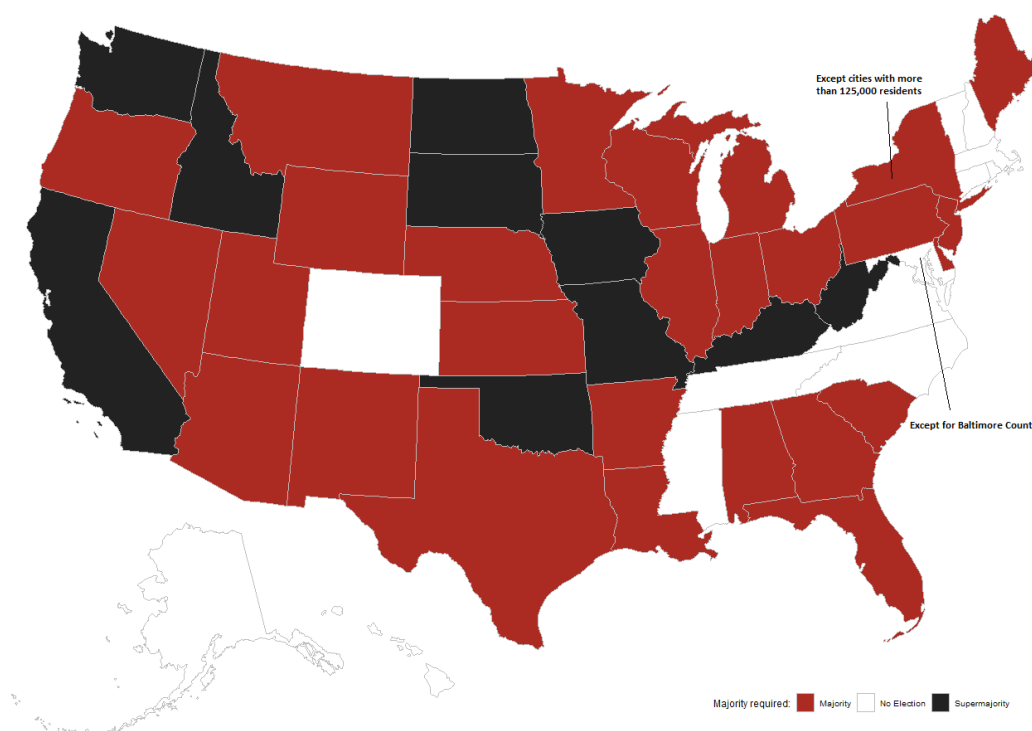 Except cities with more
than 125,000 residents
Except for Baltimore Count
Majority required: Majority No Election Supermajority